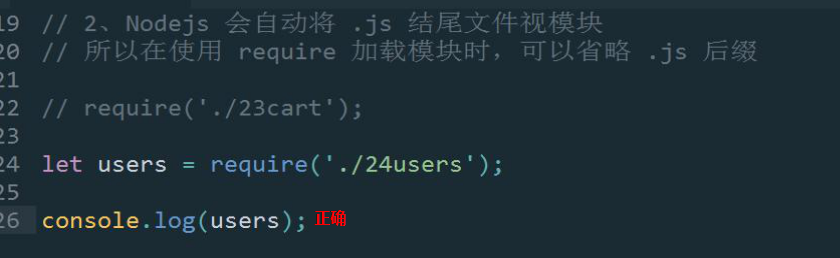 19 // 2、Nodejs 会自动将 .js 结尾文件视模块
20 // 所以在使用 require 加载模块时，可以省略 .js 后缀
21
22 // require('./23cart');
23
24 let users = require('./24users');
25
26 console.log(users); 正确